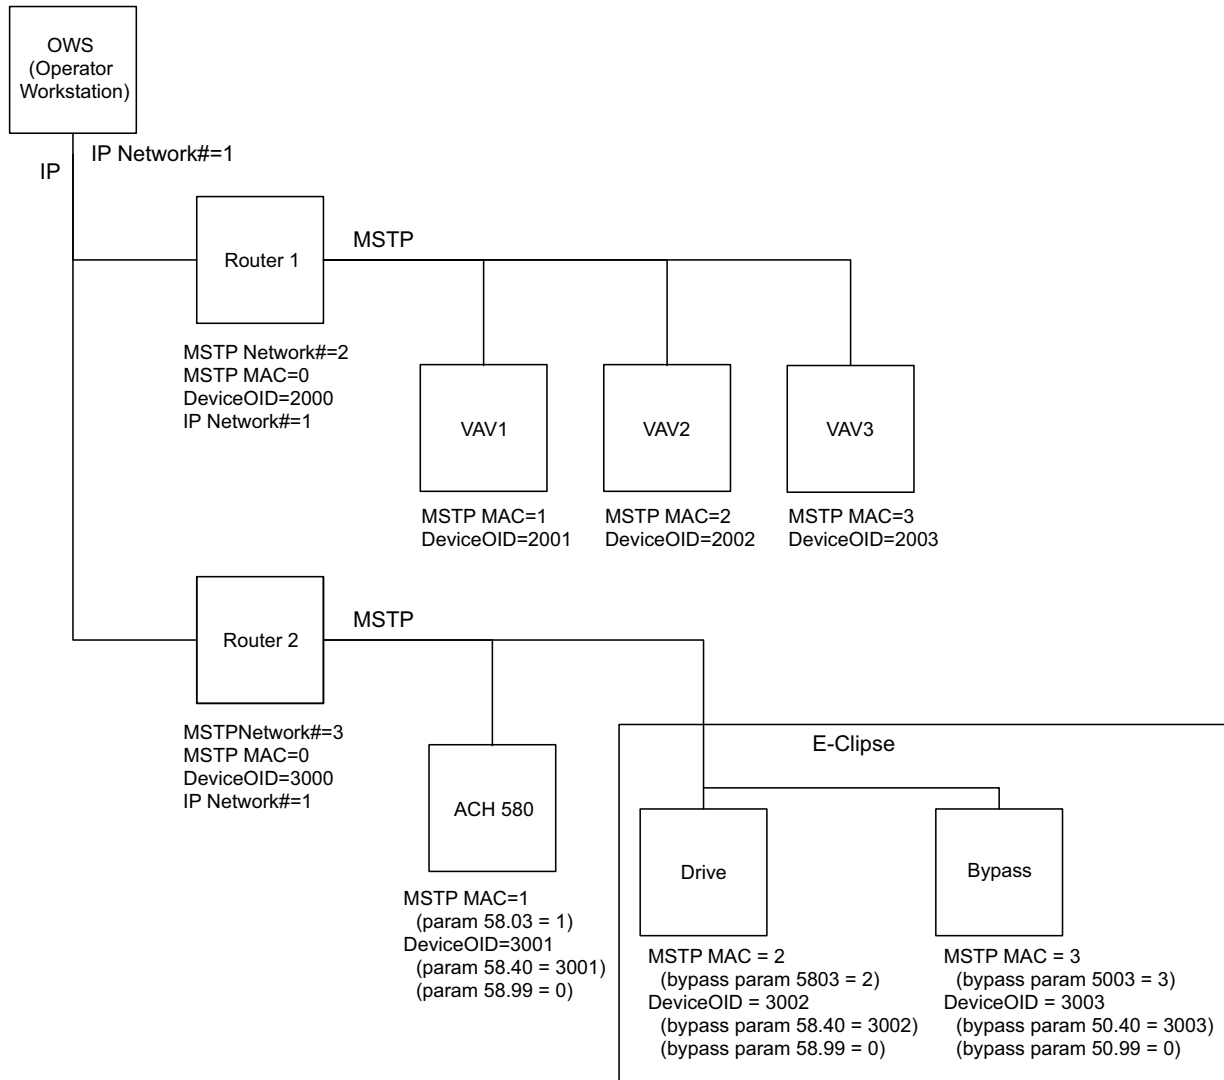 OWS
(Operator
Workstation)
IP Network#=1
IP
Router 1
MSTP
MSTP Network#=2
MSTP MAC=0
DeviceOID=2000
IP Network#=1
VAV1
VAV2
VAV3
MSTP MAC=1
DeviceOID=2001
MSTP MAC=2
DeviceOID=2002
MSTP MAC=3
DeviceOID=2003
Router 2
MSTP
MSTPNetwork#=3
MSTP MAC=0
DeviceOID=3000
IP Network#=1
E-Clipse
ACH 580
Drive
Bypass
MSTP MAC=1
(param 58.03 = 1)
DeviceOID=3001
(param 58.40 = 3001)
(param 58.99 = 0)
MSTP MAC = 2
(bypass param 5803 = 2)
DeviceOID = 3002
(bypass param 58.40 = 3002)
(bypass param 58.99 = 0)
MSTP MAC = 3
(bypass param 5003 = 3)
DeviceOID = 3003
(bypass param 50.40 = 3003)
(bypass param 50.99 = 0)